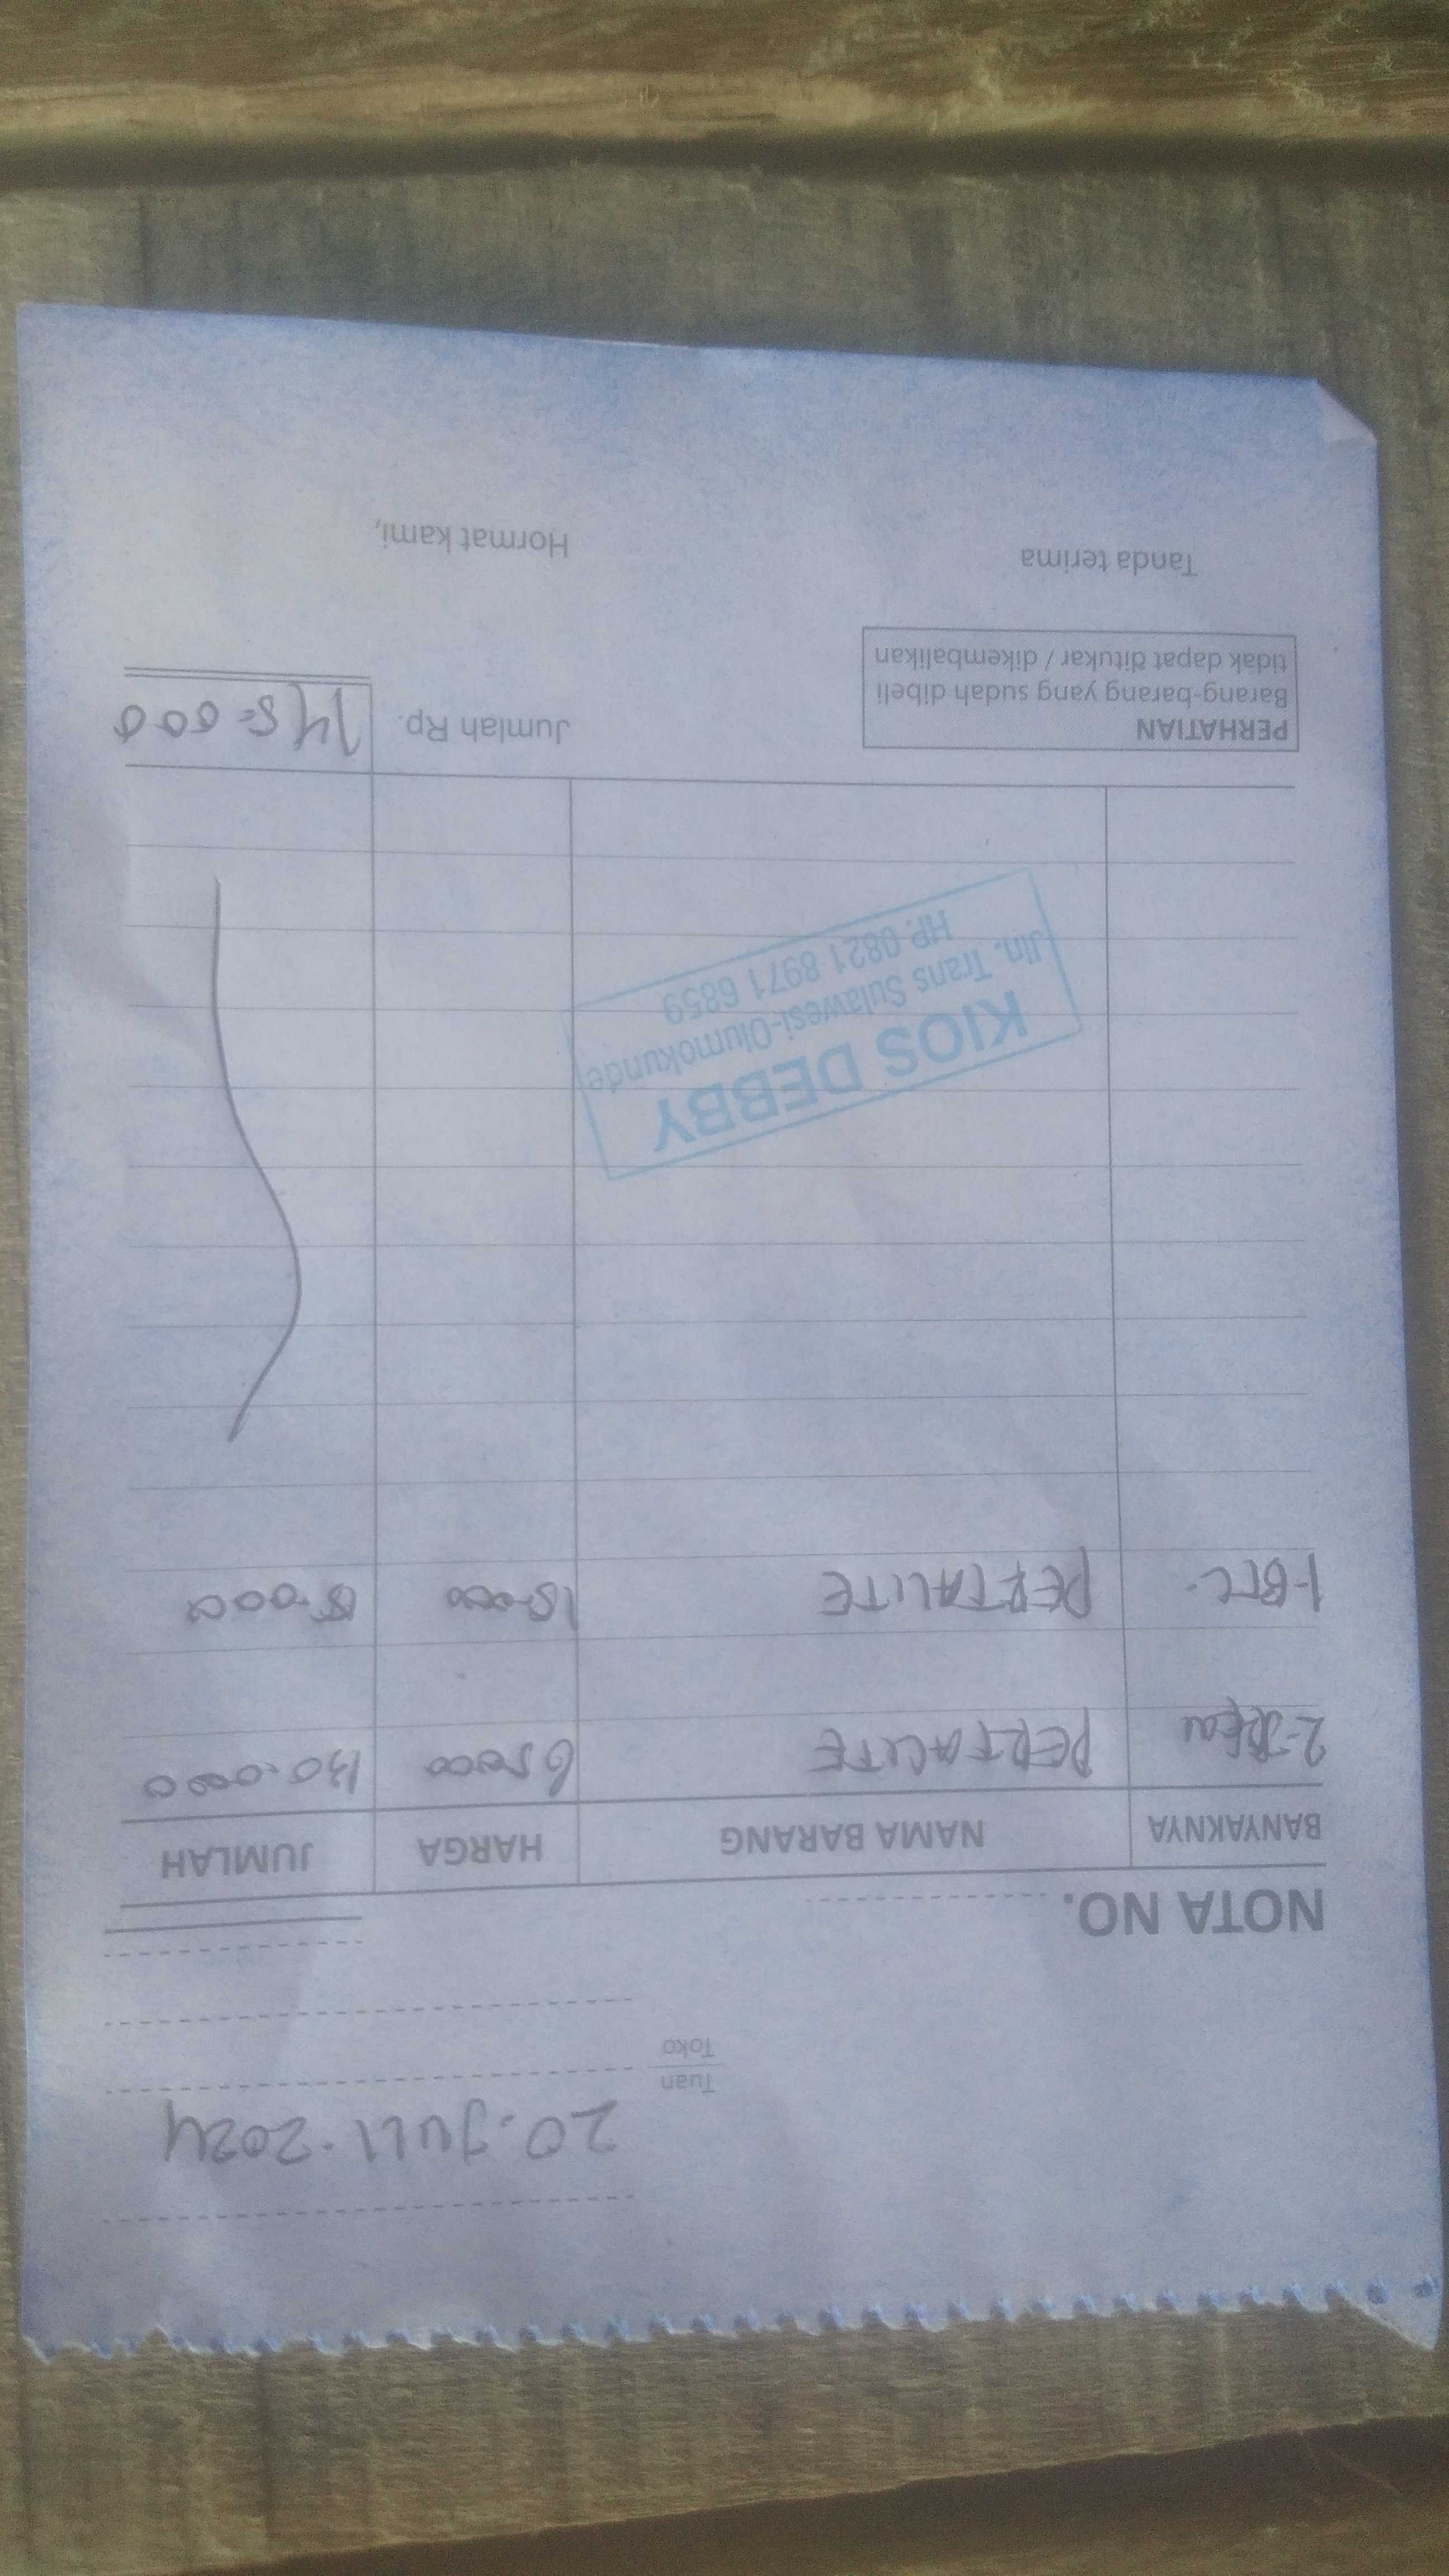 20. JULI. 2024
Tuan
Toko
NOTA NO.
BANYAKNYA NAMA BARANG HARGA JUMLAH
PERTALITE 65.000 130.000
1-BTL. PERTALITE 15.000 15.000
KIOS DEBBY
Jln. Trans Sulawesi-Olumokunde
HP. 0821 8971 6859
PERHATIAN
Barang-barang yang sudah dibeli
tidak dapat ditukar / dikembalikan
Jumlah Rp. 145.000
Tanda terima Hormat kami,